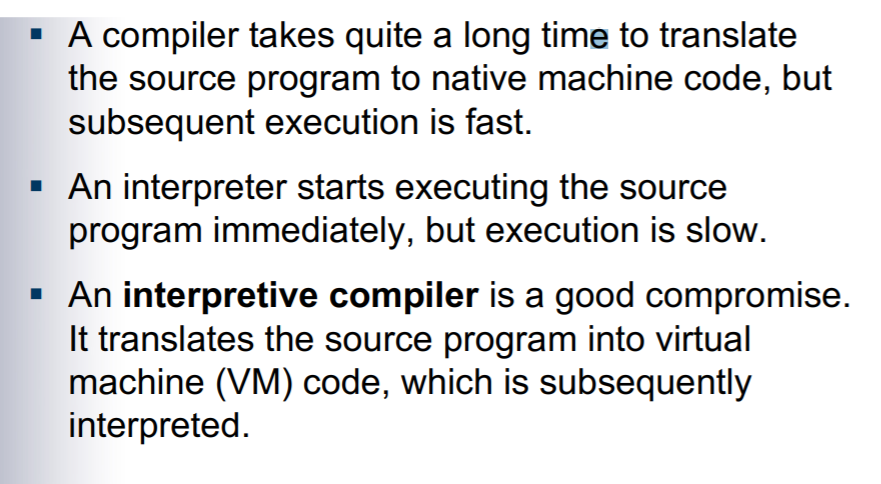 ▪ A compiler takes quite a long time to translate
the source program to native machine code, but
subsequent execution is fast.
▪ An interpreter starts executing the source
program immediately, but execution is slow.
▪ An interpretive compiler is a good compromise.
It translates the source program into virtual
machine (VM) code, which is subsequently
interpreted.